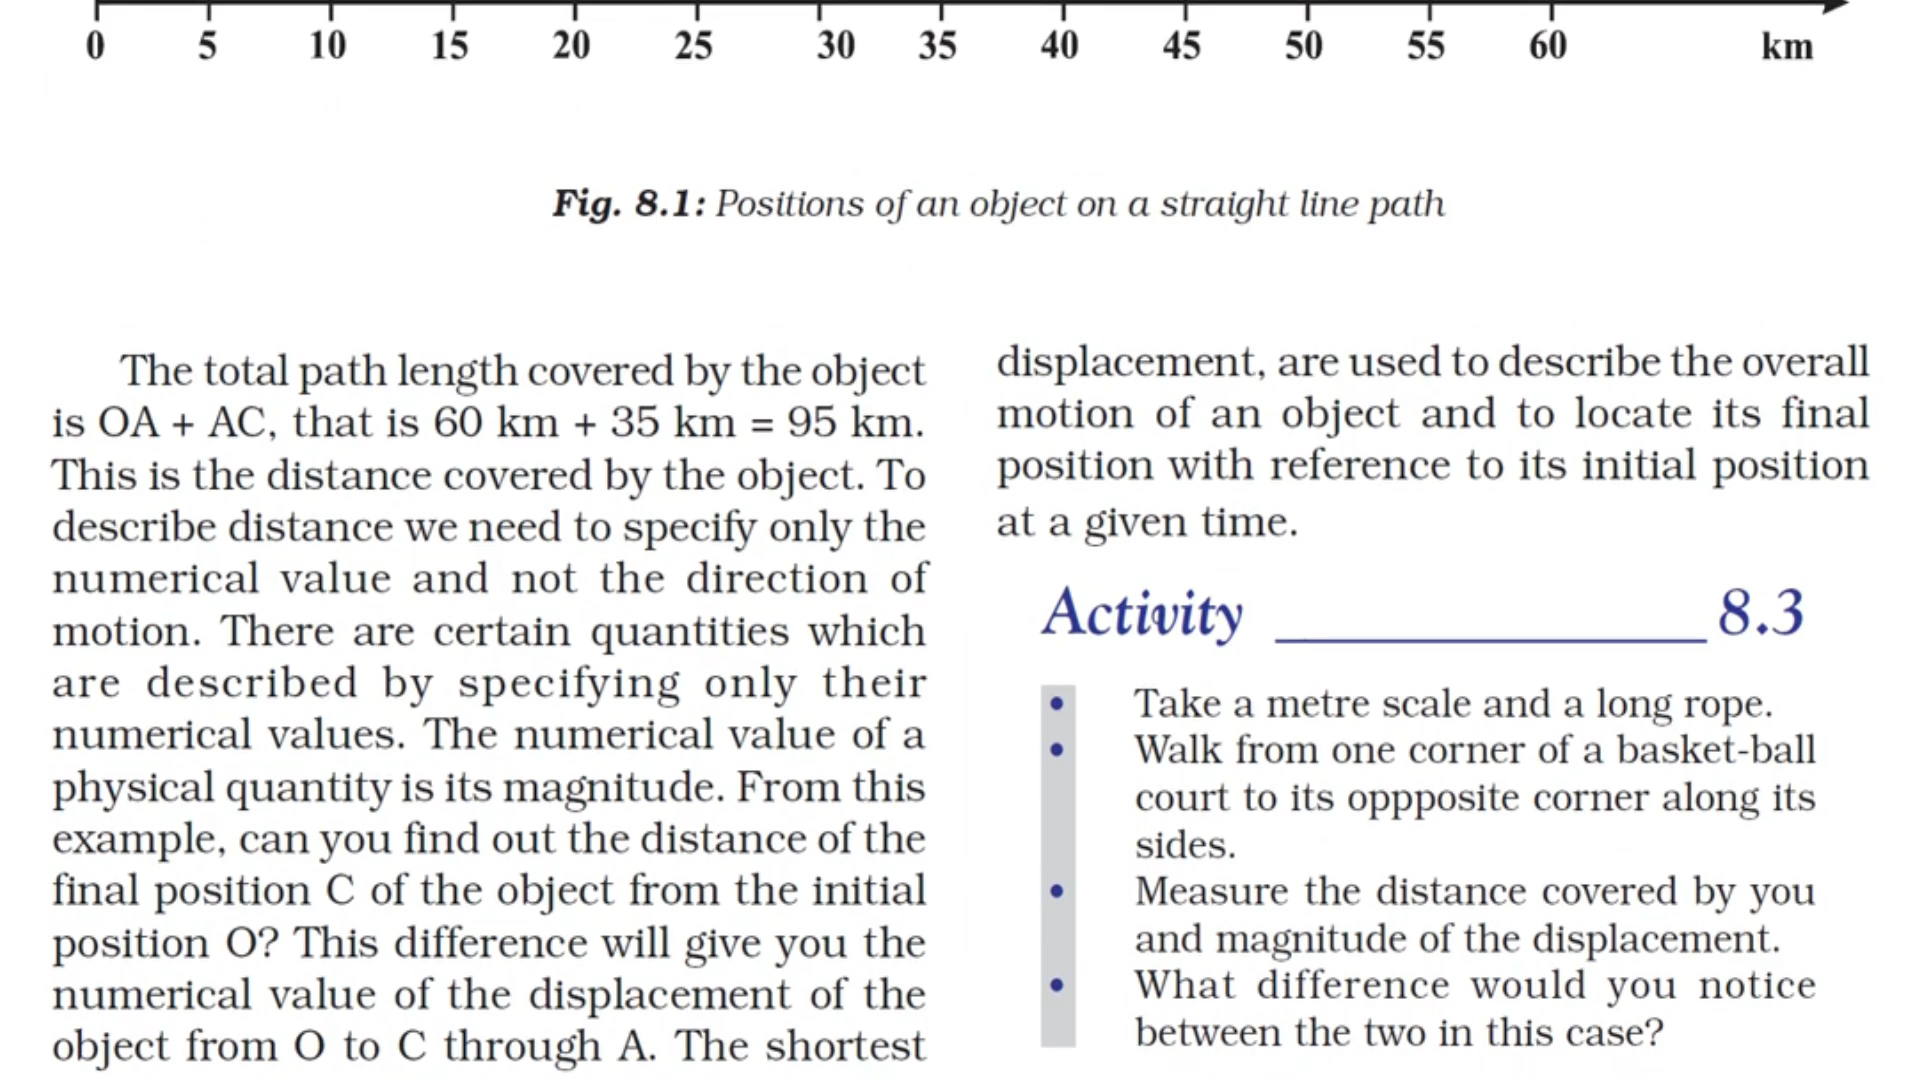 0 5 10 15 20 25 30 35 40 45 50 55 60 km
Fig. 8.1: Positions of an object on a straight line path
The total path length covered by the object
is OA + AC, that is 60 km + 35 km = 95 km.
This is the distance covered by the object. To
describe distance we need to specify only the
numerical value and not the direction of
motion. There are certain quantities which
are described by specifying only their
numerical values. The numerical value of a
physical quantity is its magnitude. From this
example, can you find out the distance of the
final position C of the object from the initial
position O? This difference will give you the
numerical value of the displacement of the
object from O to C through A. The shortest
displacement, are used to describe the overall
motion of an object and to locate its final
position with reference to its initial position
at a given time.
Activity 8.3
• Take a metre scale and a long rope.
• Walk from one corner of a basket-ball
court to its oppposite corner along its
sides.
• Measure the distance covered by you
and magnitude of the displacement.
• What difference would you notice
between the two in this case?